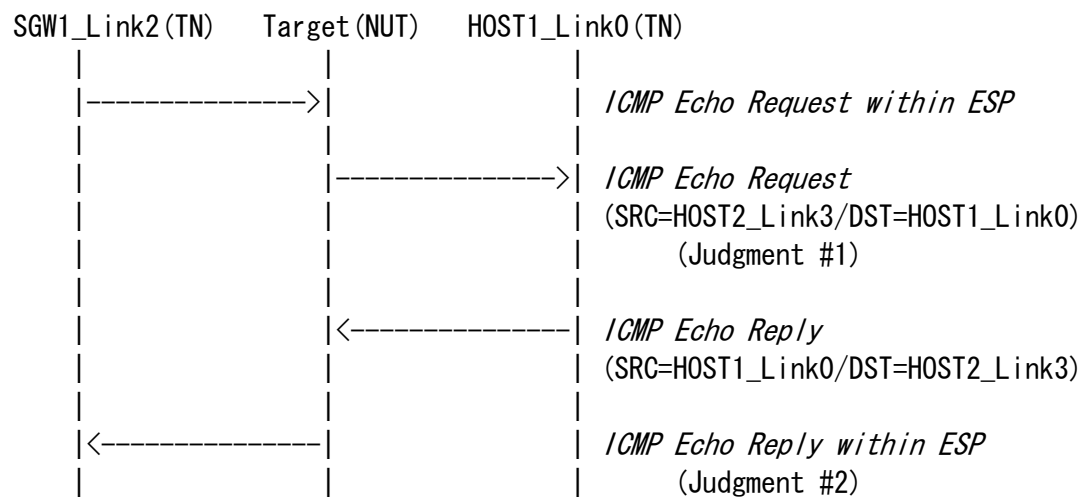 SGW1_Link2(TN) Target(NUT) HOST1_Link0(TN)
| | |
|--------------->| | ICMP Echo Request within ESP
| | |
| |--------------->| ICMP Echo Request
| | | (SRC=HOST2_Link3/DST=HOST1_Link0)
| | | (Judgment #1)
| | |
| |<---------------| ICMP Echo Reply
| | | (SRC=HOST1_Link0/DST=HOST2_Link3)
| | |
|<---------------| | ICMP Echo Reply within ESP
| | | (Judgment #2)